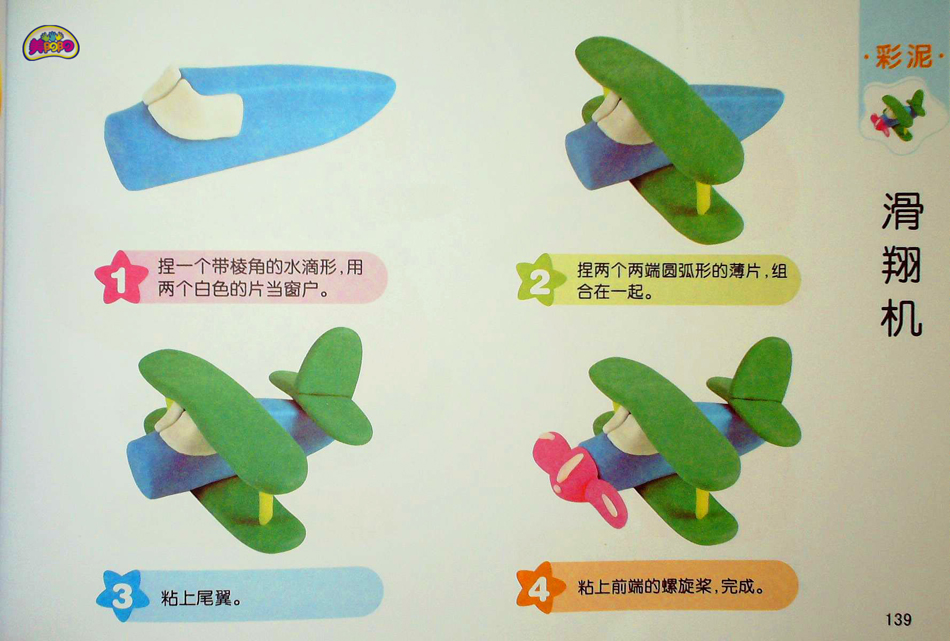 ·彩泥·
滑翔机
1
捏一个带棱角的水滴形,用
两个白色的片当窗户。
2
捏两个两端圆弧形的薄片,组
合在一起。
3
粘上尾翼。
4
粘上前端的螺旋桨,完成。
139